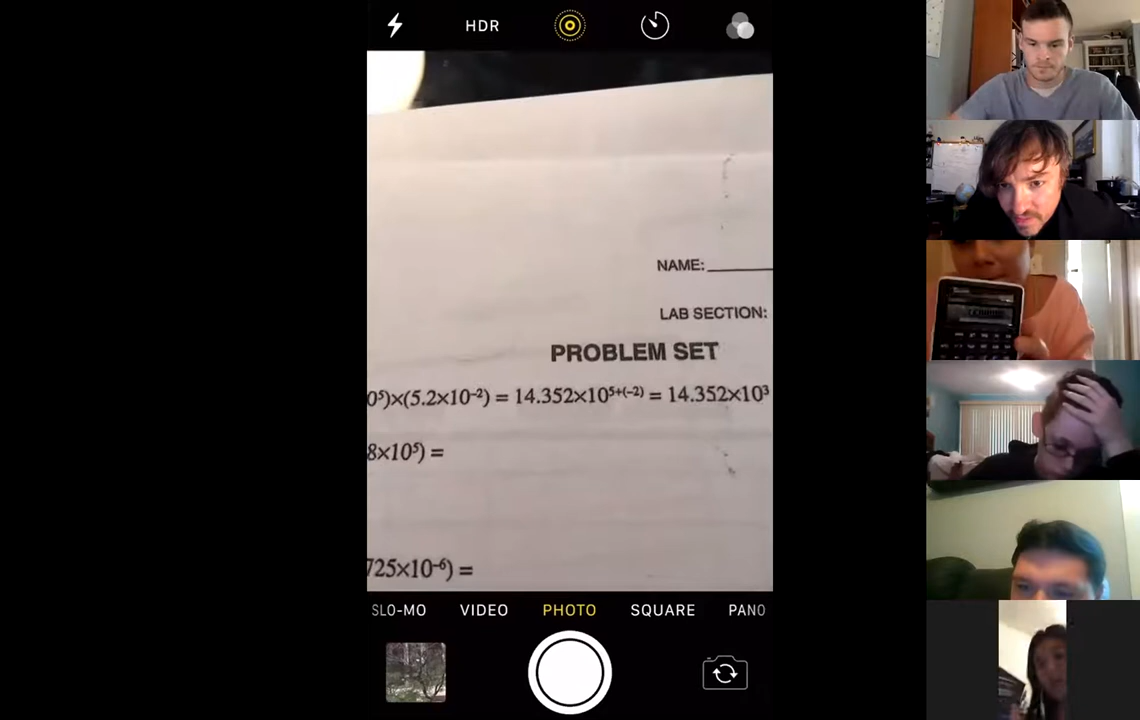 HDR
NAME:
LAB SECTION:
PROBLEM SET
0⁵)×(5.2×10⁻²) = 14.352×10⁵⁺⁽⁻²⁾ = 14.352×10³
8×10⁵) =
725×10⁻⁶) =
SLO-MO VIDEO PHOTO SQUARE PANO